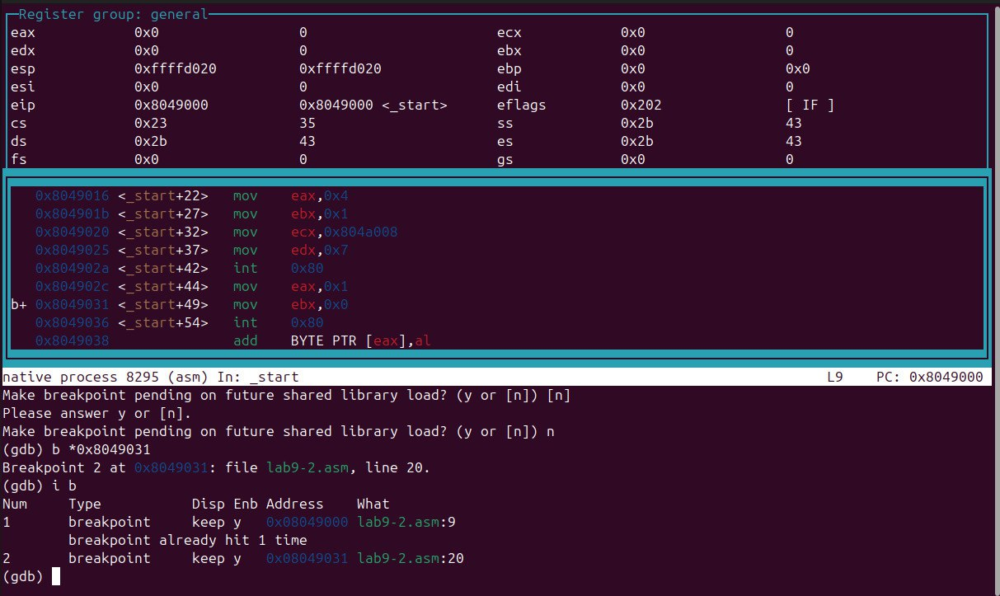 Register group: general
eax 0x0 0 ecx 0x0 0
edx 0x0 0 ebx 0x0 0
esp 0xffffd020 0xffffd020 ebp 0x0 0x0
esi 0x0 0 edi 0x0 0
eip 0x8049000 0x8049000 <_start> eflags 0x202 [ IF ]
cs 0x23 35 ss 0x2b 43
ds 0x2b 43 es 0x2b 43
fs 0x0 0 gs 0x0 0
0x8049016 <_start+22> mov eax,0x4
0x804901b <_start+27> mov ebx,0x1
0x8049020 <_start+32> mov ecx,0x804a008
0x8049025 <_start+37> mov edx,0x7
0x804902a <_start+42> int 0x80
0x804902c <_start+44> mov eax,0x1
b+ 0x8049031 <_start+49> mov ebx,0x0
0x8049036 <_start+54> int 0x80
0x8049038 add BYTE PTR [eax],al
native process 8295 (asm) In: _start L9 PC: 0x8049000
Make breakpoint pending on future shared library load? (y or [n]) [n]
Please answer y or [n].
Make breakpoint pending on future shared library load? (y or [n]) n
(gdb) b *0x8049031
Breakpoint 2 at 0x8049031: file lab9-2.asm, line 20.
(gdb) i b
Num Type Disp Enb Address What
1 breakpoint keep y 0x08049000 lab9-2.asm:9
breakpoint already hit 1 time
2 breakpoint keep y 0x08049031 lab9-2.asm:20
(gdb)